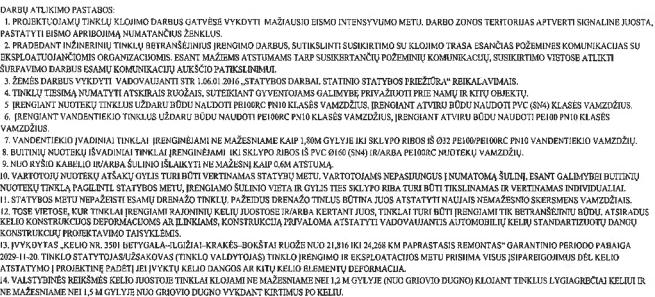 DARBŲ ATLIKIMO PASTABOS:
1. PROJEKTUOJAMŲ TINKLŲ KLOJIMO DARBUS GATVĖSE VYKDYTI MAŽIAUSIO EISMO INTENSYVUMO METU. DARBO ZONOS TERITORIJAS APTVERTI SIGNALINE JUOSTA,
PASTATYTI EISMO APRIBOJIMĄ NUMATANČIUS ŽENKLUS.
2. PRADEDANT INŽINERINIŲ TINKLŲ BETRANŠĖJINIUS ĮRENGIMO DARBUS, SUTIKSLINTI SUSIKIRTIMO SU KLOJIMO TRASA ESANČIAS POŽEMINES KOMUNIKACIJAS SU
EKSPLOATUOJANČIOMIS ORGANIZACIJOMIS. ESANT MAŽIEMS ATSTUMAMS TARP SUSIKERTANČIŲ POŽEMINIŲ KOMUNIKACIJŲ, SUSIKIRTIMO VIETOSE ATLIKTI
ŠURFAVIMO DARBUS ESAMŲ KOMUNIKACIJŲ AUKŠČIO PATIKSLINIMUI.
3. ŽEMĖS DARBUS VYKDYTI VADOVAUJANTI STR 1.06.01:2016 „STATYBOS DARBAI. STATINIO STATYBOS PRIEŽIŪRA" REIKALAVIMAIS.
4. TINKLŲ TIESIMĄ NUMATYTI ATSKIRAIS RUOŽAIS, SUTEIKIANT GYVENTOJAMS GALIMYBĘ PRIVAŽIUOTI PRIE NAMŲ IR KITŲ OBJEKTŲ.
5 ĮRENGIANT NUOTEKŲ TINKLUS UŽDARU BŪDU NAUDOTI PE100RC PN10 KLASĖS VAMZDŽIUS, ĮRENGIANT ATVIRU BŪDU NAUDOTI PVC (SN4) KLASĖS VAMZDŽIUS.
6. ĮRENGIANT VANDENTIEKIO TINKLUS UŽDARU BŪDU NAUDOTI PE100RC PN10 KLASĖS VAMZDŽIUS, ĮRENGIANT ATVIRU BŪDU NAUDOTI PE100 PN10 KLASĖS
VAMZDŽIUS.
7. VANDENTIEKIO ĮVADINIAI TINKLAI ĮRENGINĖJAMI NE MAŽESNIAME KAIP 1,80M GYLYJE IKI SKLYPO RIBOS IŠ Ø32 PE100/PE100RC PN10 VANDENTIEKIO VAMZDŽIŲ.
8. BUITINIŲ NUOTEKŲ IŠVADINIAI TINKLAI ĮRENGINĖJAMI IKI SKLYPO RIBOS IŠ PVC Ø160 (SN4) IR/ARBA PE100RC NUOTEKŲ VAMZDŽIŲ.
9. NUO RYŠIO KABELIO IR/ARBA ŠULINIO IŠLAIKYTI NE MAŽESNĮ KAIP 0.6M ATSTUMĄ.
10. VARTOTOJŲ NUOTEKŲ ATŠAKŲ GYLIS TURI BŪTI VERTINAMAS STATYBŲ METU. VARTOTOJAMS NEPASIJUNGUS Į NUMATOMĄ ŠULINĮ, ESANT GALIMYBEI BUITINIŲ
NUOTEKŲ TINKLĄ PAGILINTI STATYBOS METU, ĮRENGIAMO ŠULINIO VIETA IR GYLIS TIES SKLYPO RIBA TURI BŪTI TIKSLINAMAS IR VERTINAMAS INDIVIDUALIAI.
11. STATYBOS METU NEPAŽEISTI ESAMŲ DRENAŽO TINKLŲ, PAŽEIDUS DRENAŽO TINLUS BŪTINA JUOS ATSTATYTI NAUJAIS NEMAŽESNIO SKERSMENS VAMZDŽIAIS.
12. TOSE VIETOSE, KUR TINKLAI ĮRENGIAMI RAJONINIŲ KELIŲ JUOSTOSE IR/ARBA KERTANT JUOS, TINKLAI TURI BŪTI ĮRENGIAMI TIK BETRANŠĖJINIU BŪDU, ATSIRADUS
KELIO KONSTRUKCIJOS DEFORMACIJOMS AR ĮLINKIAMS, KONSTRUKCIJĄ PRIVALOMA ATSTATYTI VADOVAUJANTIS AUTOMOBILIŲ KELIŲ STANDARTIZUOTŲ DANGŲ
KONSTRUKCIJŲ PROJEKTAVIMO TAISYKLĖMIS.
13. ĮVYKDYTAS „KELIO NR. 3501 BETYGALA–ILGIŽIAI–KRAKĖS–BOKŠTAI RUOŽE NUO 21,816 IKI 24,268 KM PAPRASTASIS REMONTAS" GARANTINIO PERIODO PABAIGA
2029-11-20. TINKLO STATYTOJAS/UŽSAKOVAS (TINKLO VALDYTOJAS) TINKLO ĮRENGIMO IR EKSPLOATACIJOS METU PRISIIMA VISUS ĮSIPAREIGOJIMUS DĖL KELIO
ATSTATYMO Į PROJEKTINĘ PADĖTĮ JEI ĮVYKTŲ KELIO DANGOS AR KITŲ KELIO ELEMENTŲ DEFORMACIJA.
14. VALSTYBINĖS REIKŠMĖS KELIO JUOSTOJE TINKLAI KLOJAMI NE MAŽESNIAME NEI 1,2 M GYLYJE (NUO GRIOVIO DUGNO) KLOJANT TINKLUS LYGIAGREČIAI KELIUI IR
NE MAŽESNIAME NEI 1,5 M GYLYJE NUO GRIOVIO DUGNO VYKDANT KIRTIMUS PO KELIU.